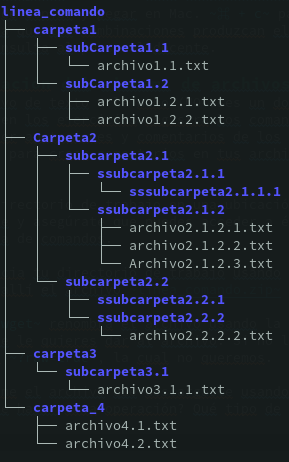 linea_comando
carpeta1
subCarpeta1.1
archivo1.1.txt
subCarpeta1.2
archivo1.2.1.txt
archivo1.2.2.txt
Carpeta2
subcarpeta2.1
ssubcarpeta2.1.1
sssubcarpeta2.1.1.1
ssubcarpeta2.1.2
archivo2.1.2.1.txt
archivo2.1.2.2.txt
Archivo2.1.2.3.txt
subcarpeta2.2
ssubcarpeta2.2.1
ssubcarpeta2.2.2
archivo2.2.2.2.txt
carpeta3
subcarpeta3.1
archivo3.1.1.txt
carpeta_4
archivo4.1.txt
archivo4.2.txt